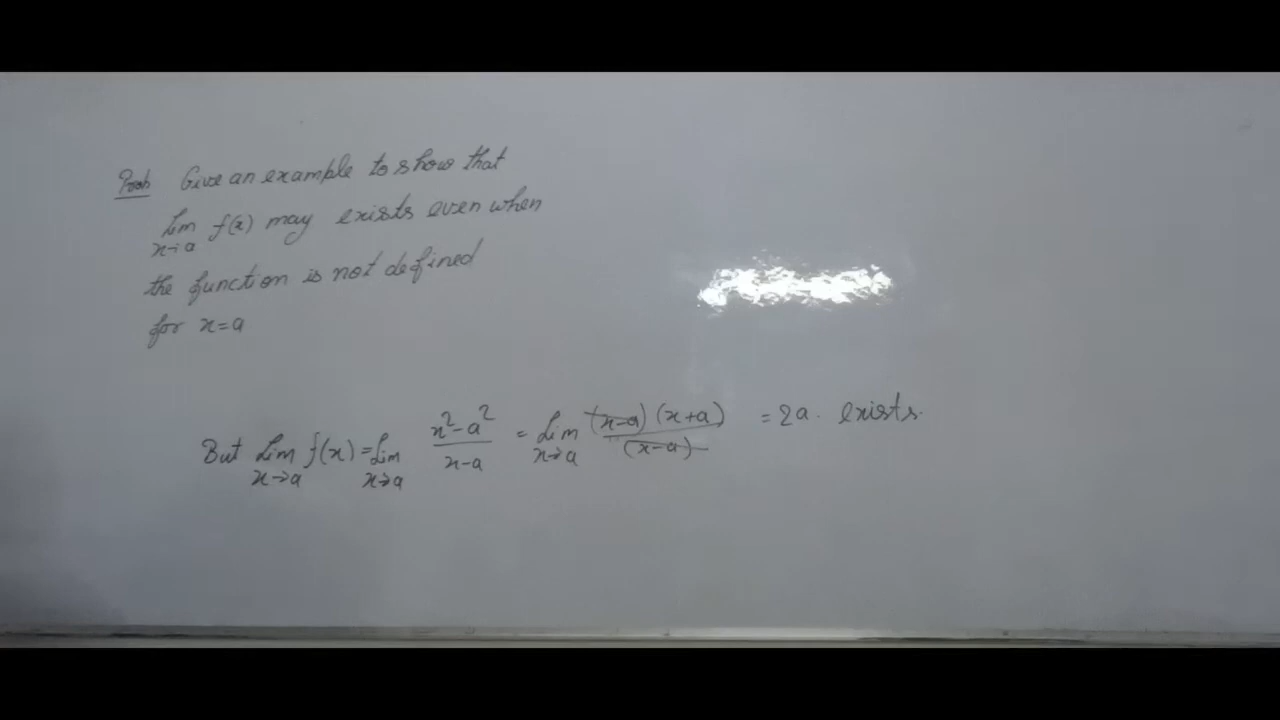 Prob Give an example to show that
Lim x→a f(x) may exists even when
the function is not defined
for x=a
But Lim x→a f(x) = Lim x→a (x²-a²)/(x-a) = Lim x→a (x-a)(x+a)/(x-a) = 2a. exists.